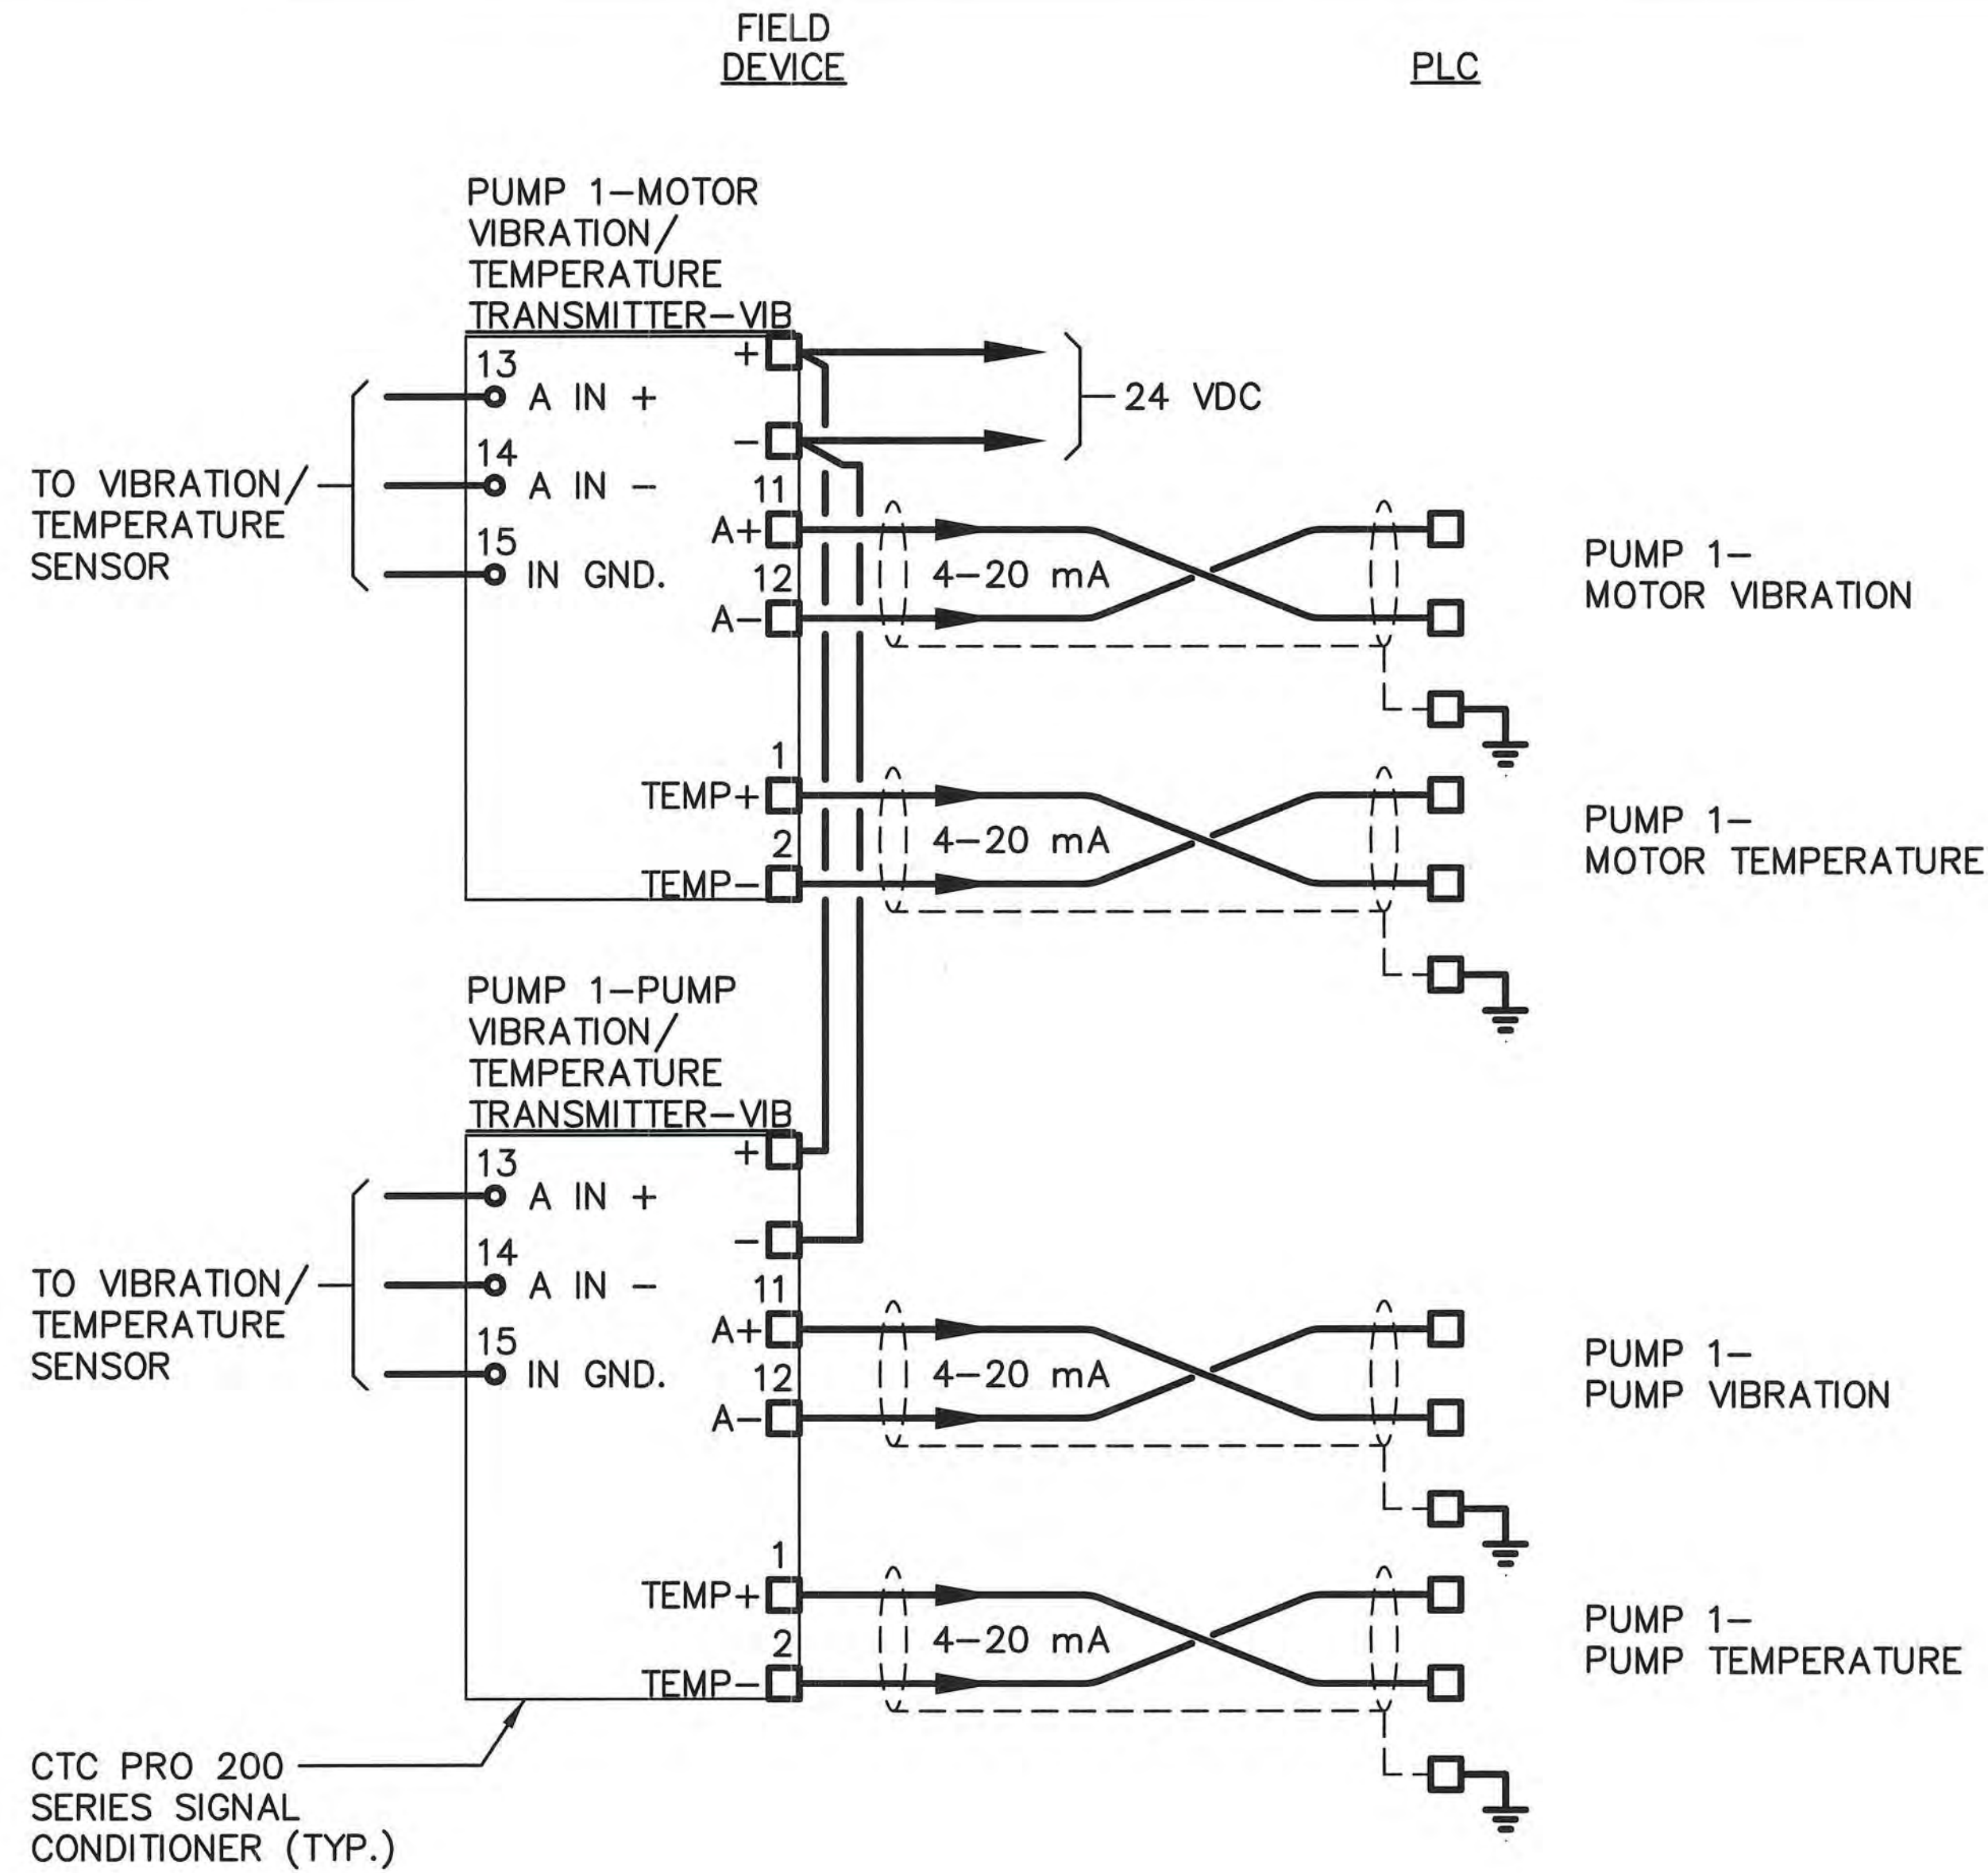 FIELD
DEVICE
PLC
PUMP 1-MOTOR
VIBRATION/
TEMPERATURE
TRANSMITTER-VIB
+
13
A IN +
24 VDC
-
14
A IN -
11
A+
TO VIBRATION/
TEMPERATURE
SENSOR
15
IN GND.
12
A-
4-20 mA
PUMP 1-
MOTOR VIBRATION
1
TEMP+
2
TEMP-
4-20 mA
PUMP 1-
MOTOR TEMPERATURE
PUMP 1-PUMP
VIBRATION/
TEMPERATURE
TRANSMITTER-VIB
+
13
A IN +
-
14
A IN -
11
A+
TO VIBRATION/
TEMPERATURE
SENSOR
15
IN GND.
12
A-
4-20 mA
PUMP 1-
PUMP VIBRATION
1
TEMP+
2
TEMP-
4-20 mA
PUMP 1-
PUMP TEMPERATURE
CTC PRO 200
SERIES SIGNAL
CONDITIONER (TYP.)